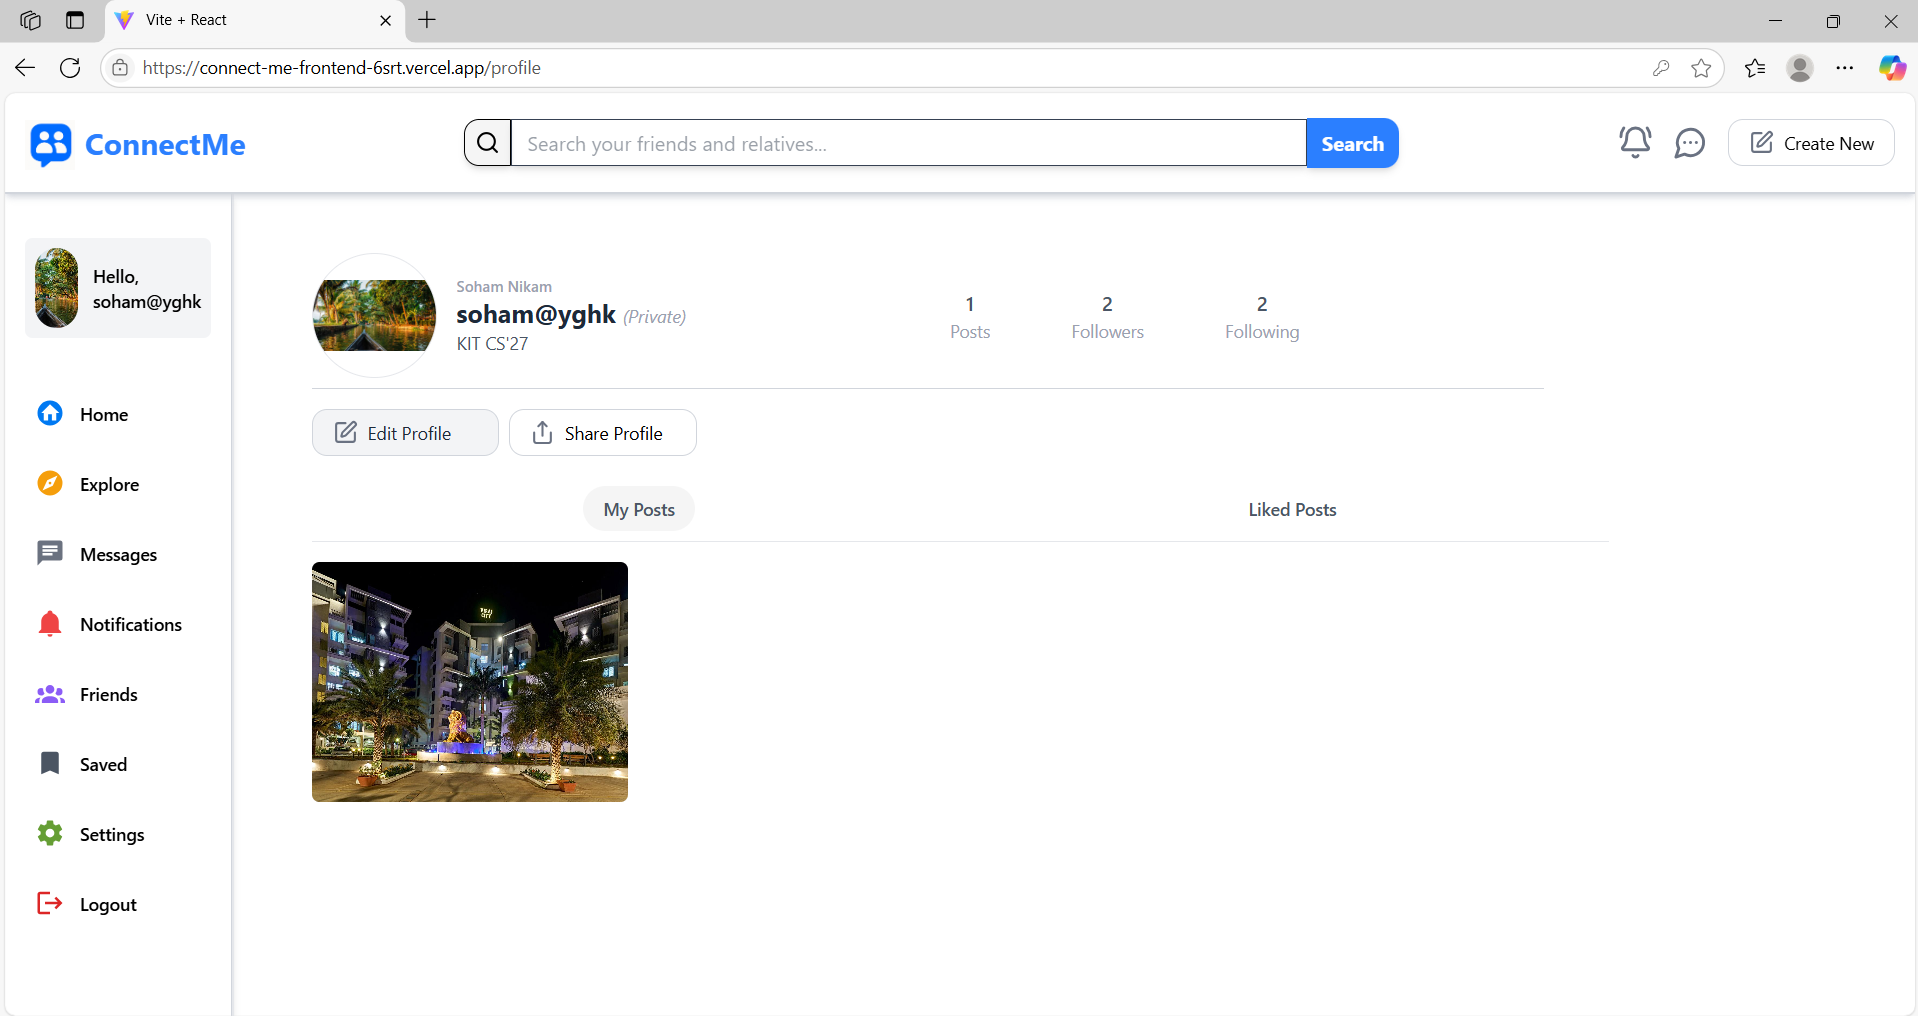 Vite + React
https://connect-me-frontend-6srt.vercel.app/profile
ConnectMe
Search your friends and relatives...
Search
Create New
Hello,
soham@yghk
Home
Explore
Messages
Notifications
Friends
Saved
Settings
Logout
Soham Nikam
soham@yghk (Private)
KIT CS'27
1
Posts
2
Followers
2
Following
Edit Profile
Share Profile
My Posts
Liked Posts